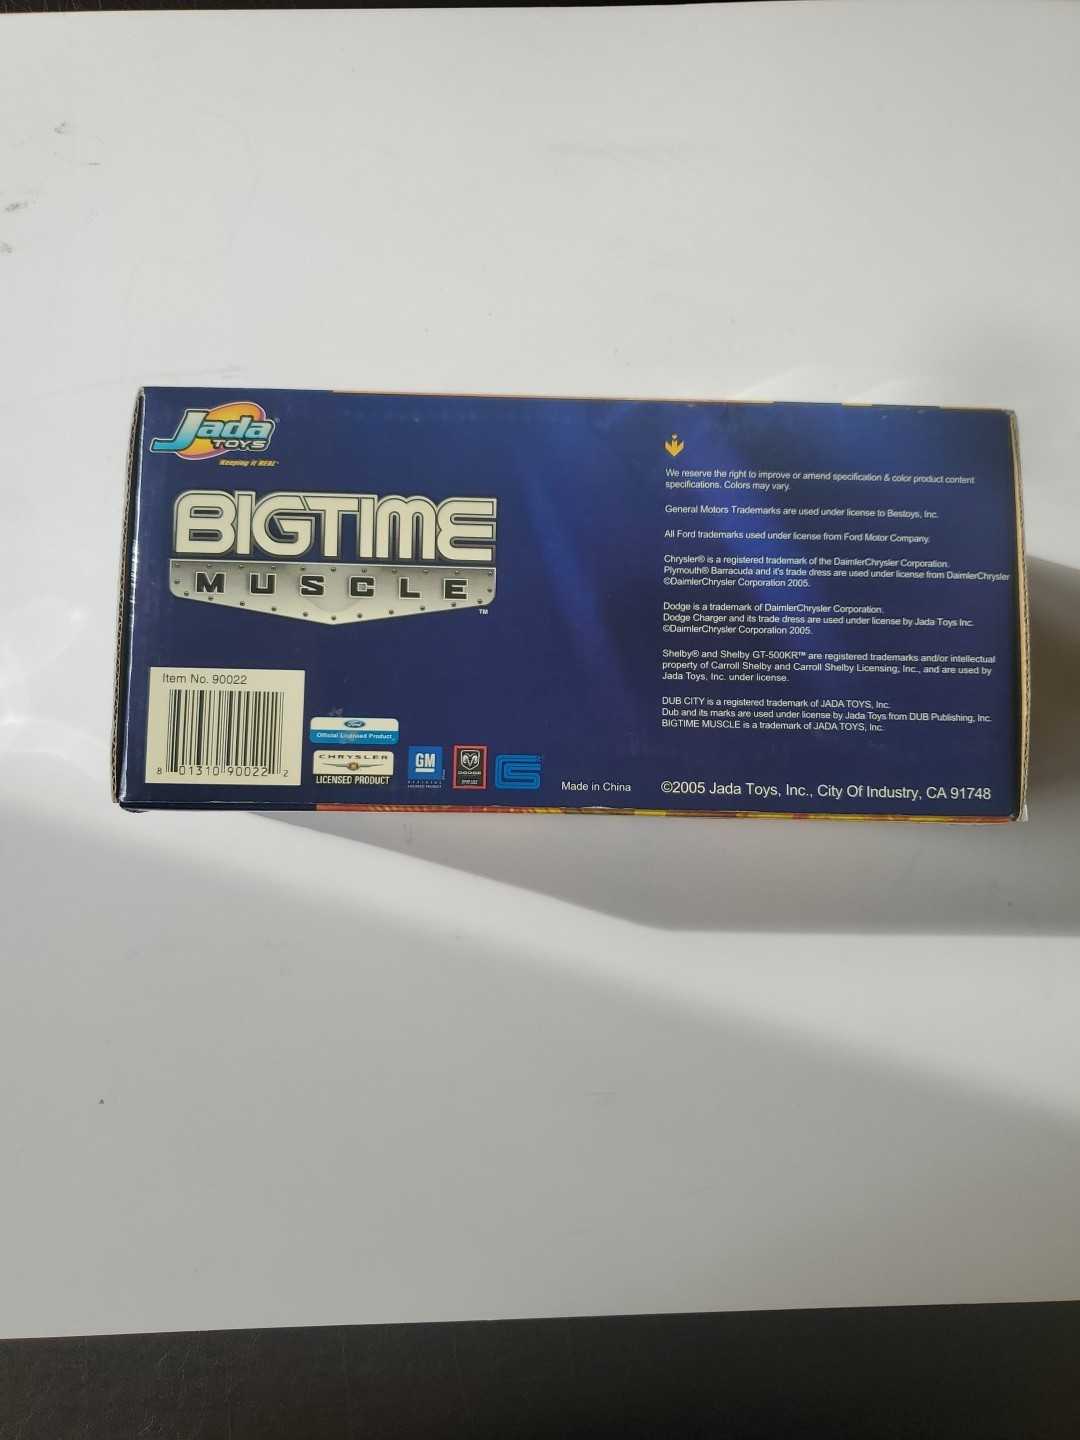 Jada
TOYS
Keeping it REAL
BIGTIME
MUSCLE™
Item No. 90022
8 01310 90022 2
Ford
Official Licensed Product
CHRYSLER
LICENSED PRODUCT
GM
OFFICIAL
LICENSED PRODUCT
DODGE
Made in China
We reserve the right to improve or amend specification & color product content
specifications. Colors may vary.
General Motors Trademarks are used under license to Bestoys, Inc.
All Ford trademarks used under license from Ford Motor Company.
Chrysler® is a registered trademark of the DaimlerChrysler Corporation.
Plymouth® Barracuda and it's trade dress are used under license from DaimlerChrysler
©DaimlerChrysler Corporation 2005.
Dodge is a trademark of DaimlerChrysler Corporation.
Dodge Charger and its trade dress are used under license by Jada Toys Inc.
©DaimlerChrysler Corporation 2005.
Shelby® and Shelby GT-500KR™ are registered trademarks and/or intellectual
property of Carroll Shelby and Carroll Shelby Licensing, Inc., and are used by
Jada Toys, Inc. under license.
DUB CITY is a registered trademark of JADA TOYS, Inc.
Dub and its marks are used under license by Jada Toys from DUB Publishing, Inc.
BIGTIME MUSCLE is a trademark of JADA TOYS, Inc.
©2005 Jada Toys, Inc., City Of Industry, CA 91748